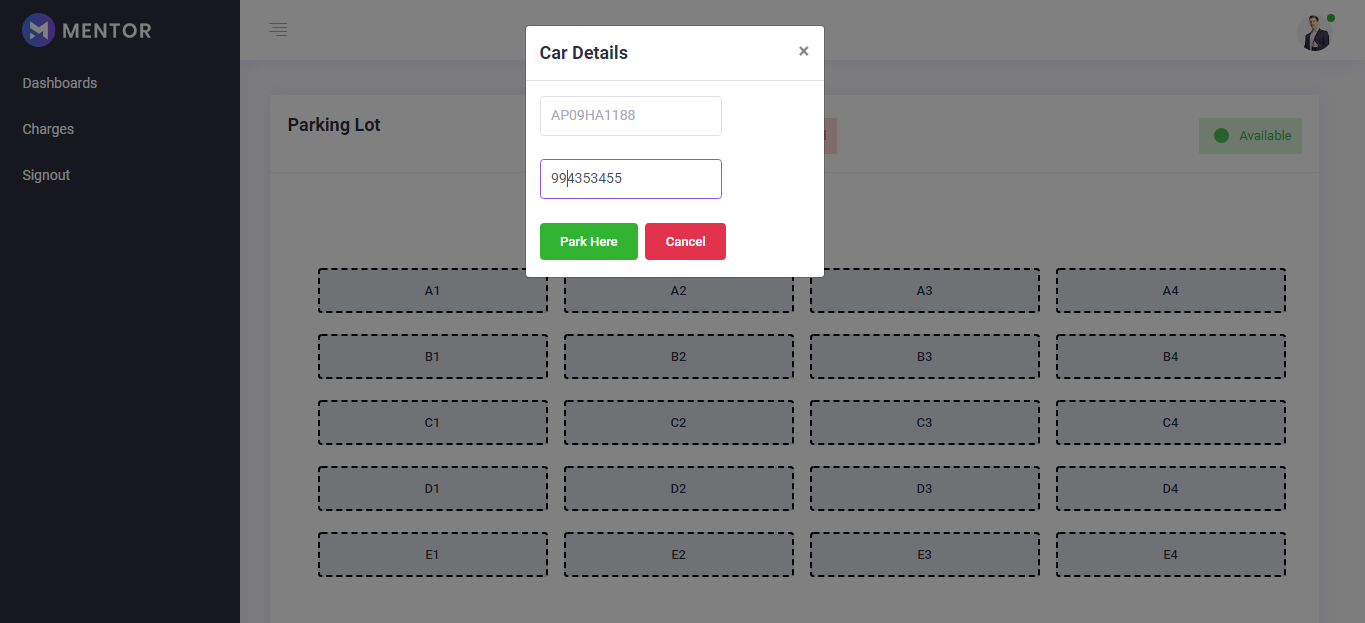 MENTOR
Dashboards
Charges
Signout
Car Details ×
AP09HA1188
994353455
Park Here Cancel
Parking Lot
Available
A1 A2 A3 A4
B1 B2 B3 B4
C1 C2 C3 C4
D1 D2 D3 D4
E1 E2 E3 E4